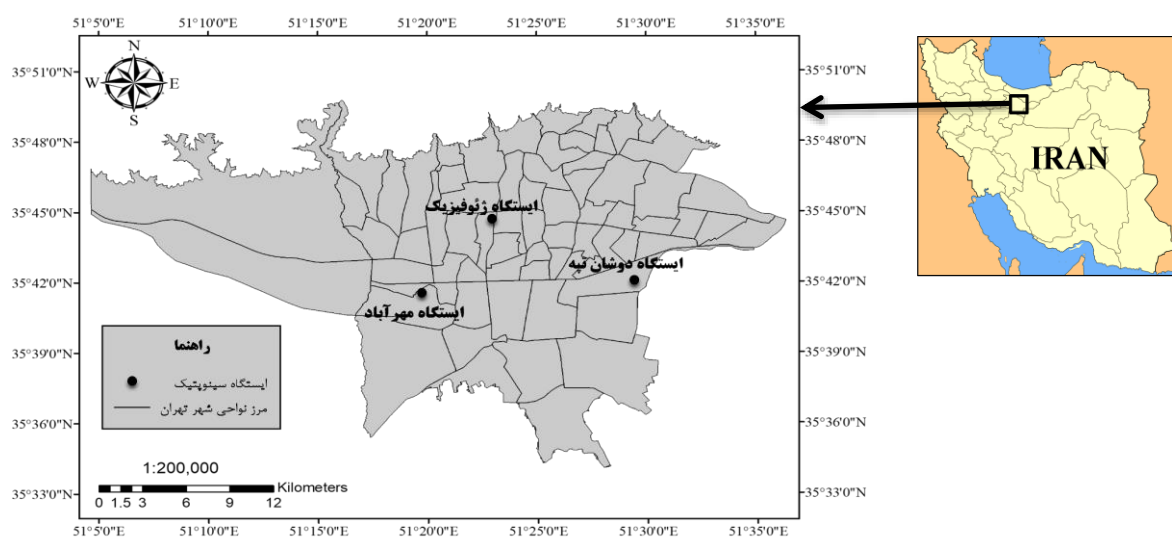 51°5'0"E 51°10'0"E 51°15'0"E 51°20'0"E 51°25'0"E 51°30'0"E 51°35'0"E
N
W E
S
35°51'0"N 35°51'0"N
35°48'0"N 35°48'0"N
35°45'0"N 35°45'0"N
35°42'0"N 35°42'0"N
35°39'0"N 35°39'0"N
35°36'0"N 35°36'0"N
35°33'0"N 35°33'0"N
ایستگاه ژئوفیزیک
ایستگاه دوشان تپه
ایستگاه مهرآباد
راهنما
ایستگاه سینوپتیک
مرز نواحی شهر تهران
1:200,000
Kilometers
0 1.5 3 6 9 12
51°5'0"E 51°10'0"E 51°15'0"E 51°20'0"E 51°25'0"E 51°30'0"E 51°35'0"E
IRAN